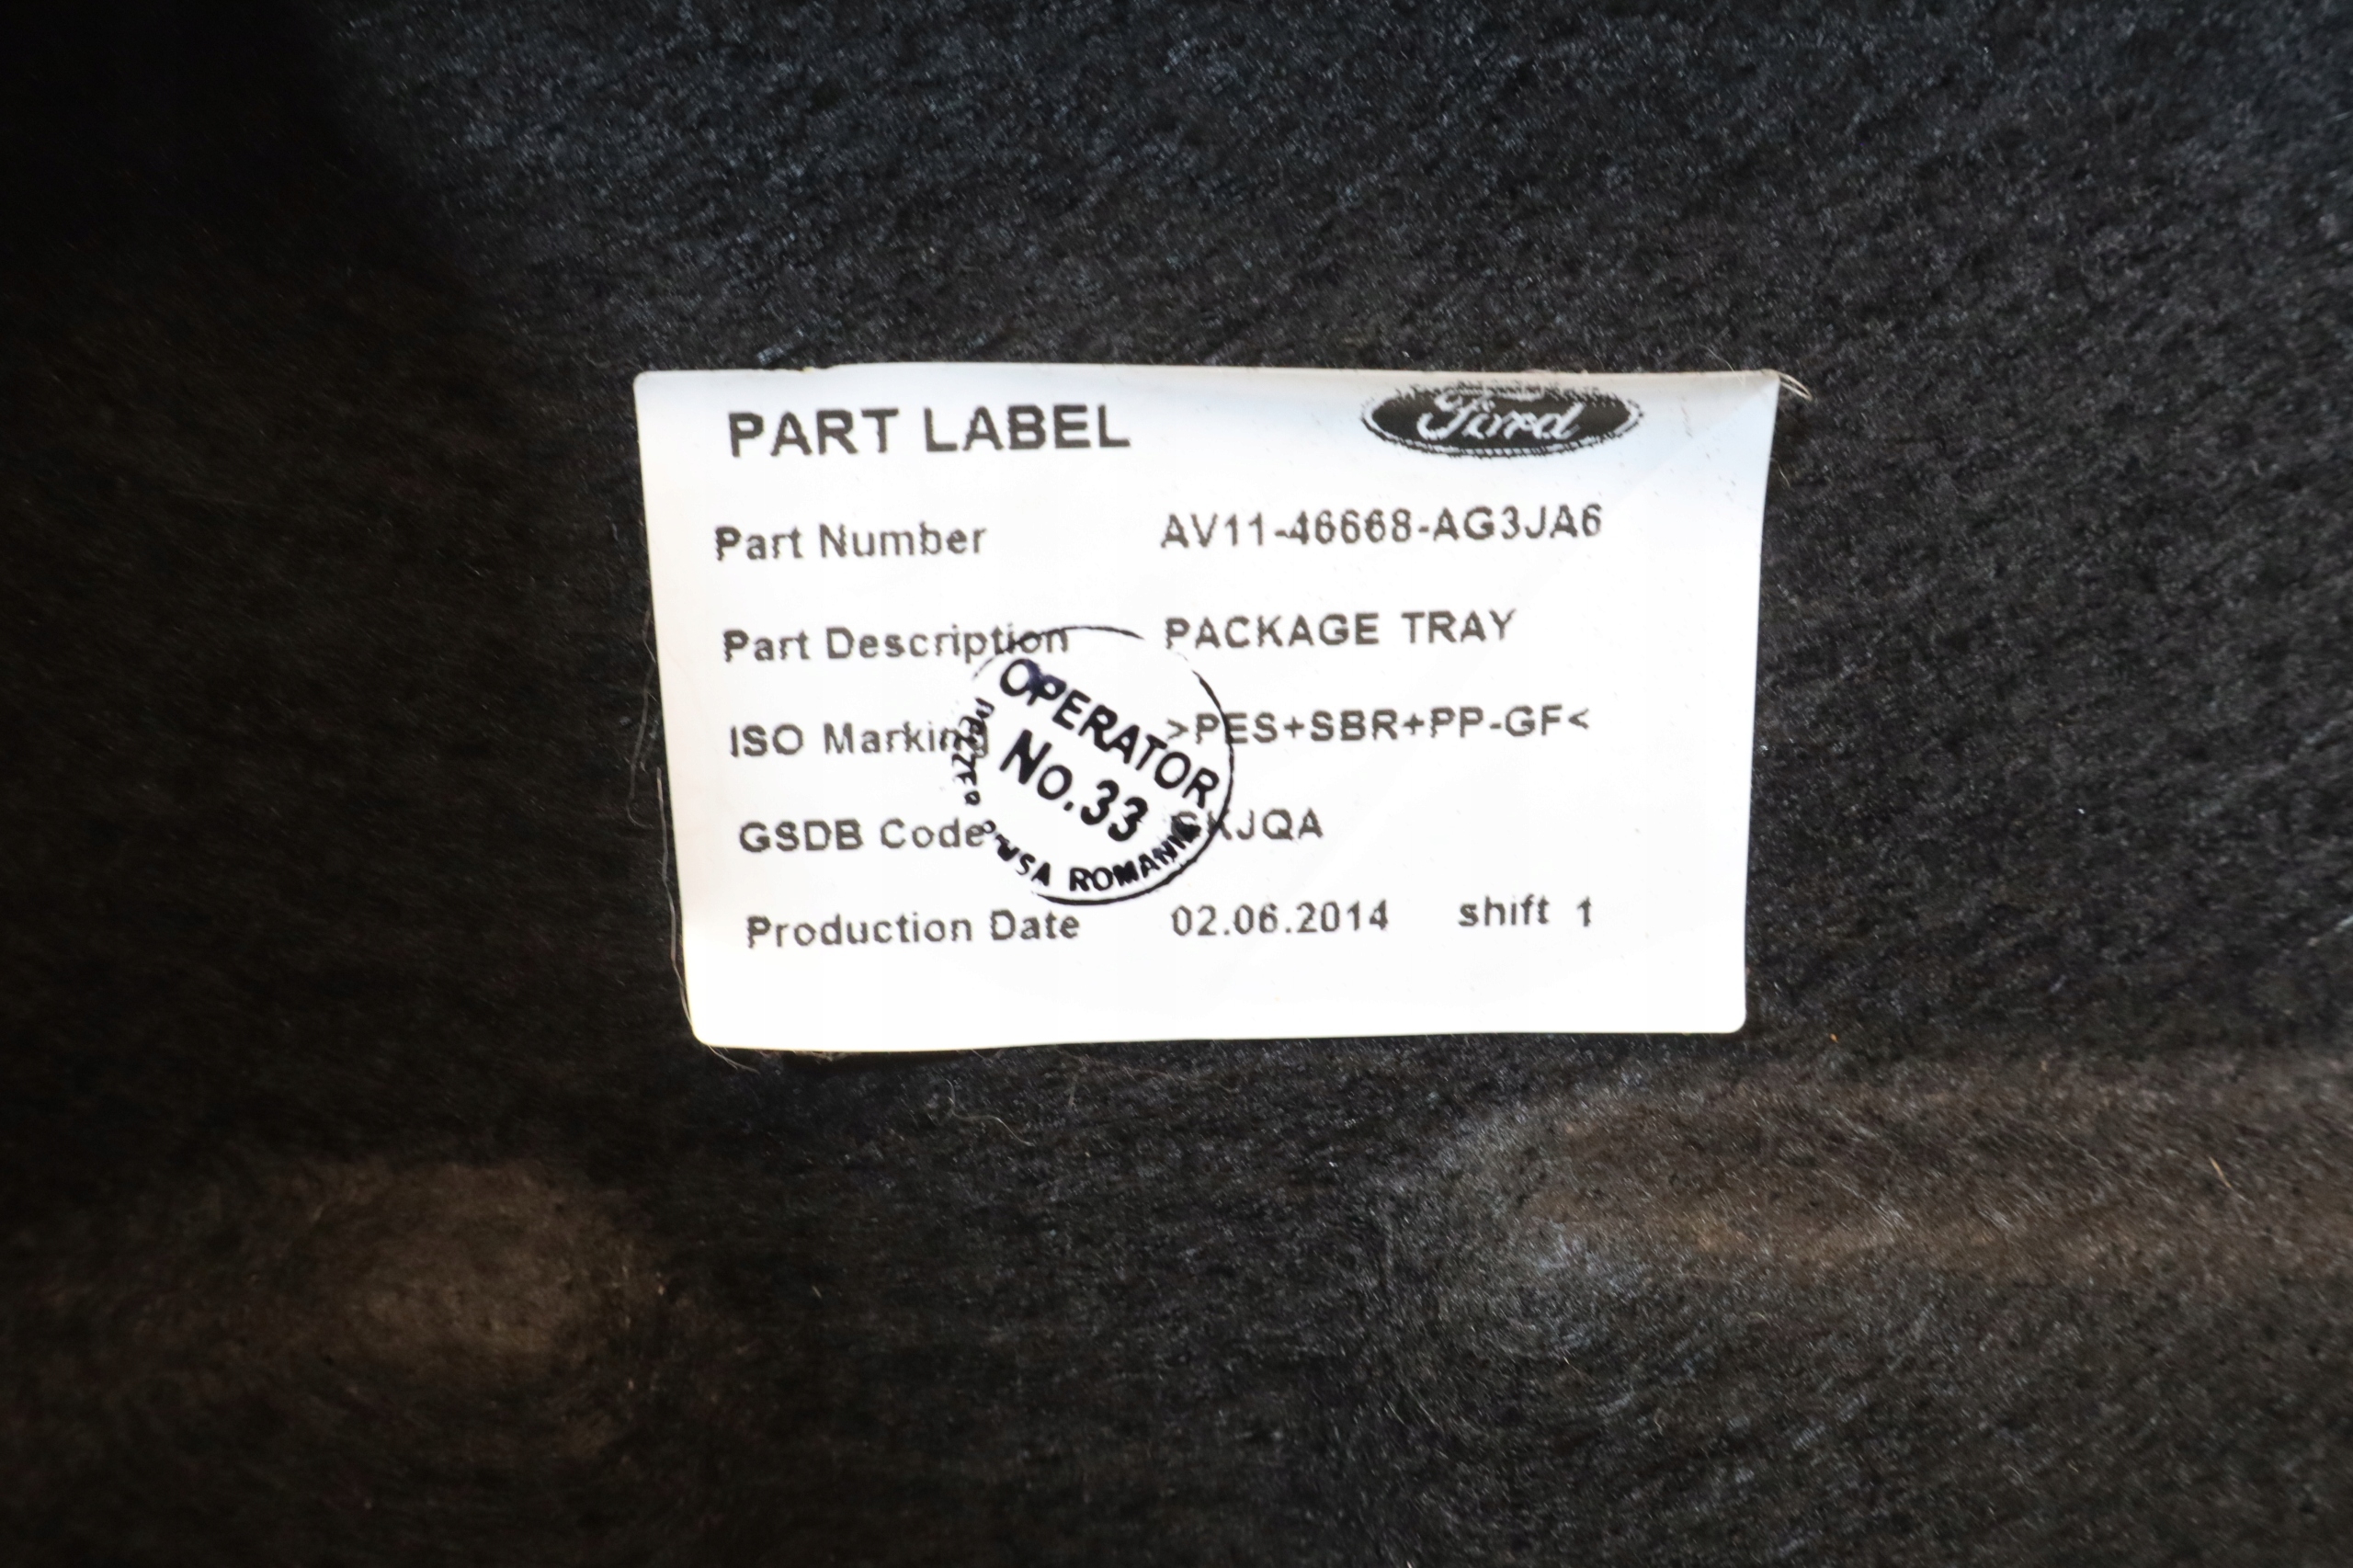 PART LABEL
Ford
Part Number AV11-46668-AG3JA6
Part Description PACKAGE TRAY
ISO Marking >PES+SBR+PP-GF<
OPERATOR
No.33
ROMANIA
GSDB Code
Production Date 02.06.2014 shift 1